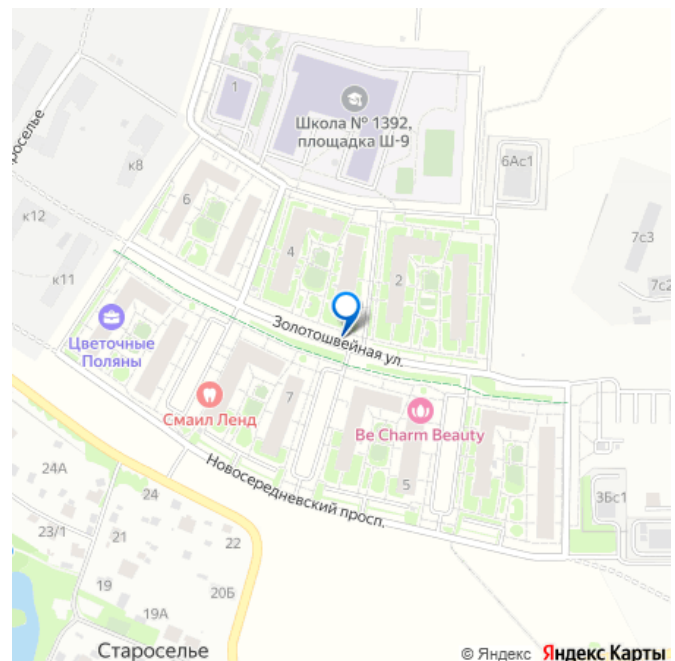 1
Школа № 1392,
площадка Ш-9
6Ас1
к8
6
к12
4
2
7с3
7с2
к11
Золотошвейная ул.
Цветочные
Поляны
Смаил Ленд
7
Be Charm Beauty
5
Новосередневский просп.
24А
24
3Бс1
23/1
21
22
19
20Б
19А
Староселье
© Яндекс Яндекс Карты